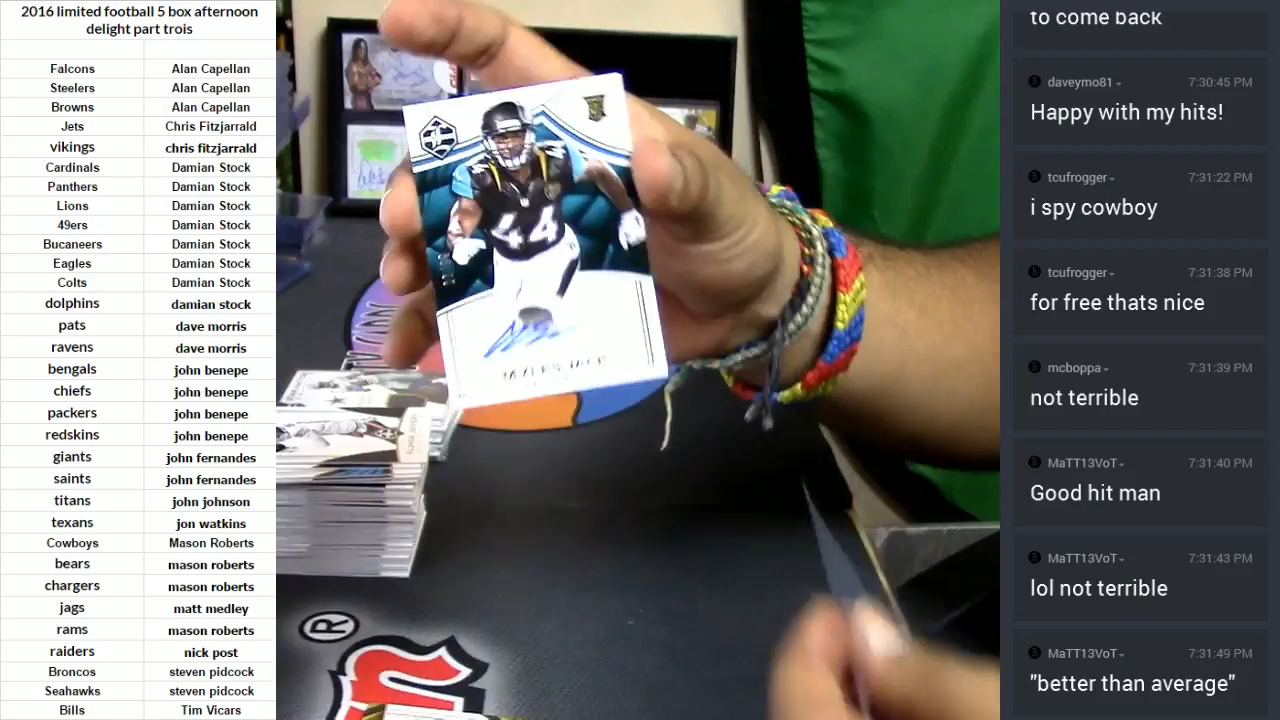 2016 limited football 5 box afternoon
delight part trois
Falcons Alan Capellan
Steelers Alan Capellan
Browns Alan Capellan
Jets Chris Fitzjarrald
vikings chris fitzjarrald
Cardinals Damian Stock
Panthers Damian Stock
Lions Damian Stock
49ers Damian Stock
Bucaneers Damian Stock
Eagles Damian Stock
Colts Damian Stock
dolphins damian stock
pats dave morris
ravens dave morris
bengals john benepe
chiefs john benepe
packers john benepe
redskins john benepe
giants john fernandes
saints john fernandes
titans john johnson
texans jon watkins
Cowboys Mason Roberts
bears mason roberts
chargers mason roberts
jags matt medley
rams mason roberts
raiders nick post
Broncos steven pidcock
Seahawks steven pidcock
Bills Tim Vicars
44
MYLES JACK
®
to come back
daveymo81 7:30:45 PM
Happy with my hits!
tcufrogger 7:31:22 PM
i spy cowboy
tcufrogger 7:31:38 PM
for free thats nice
mcboppa 7:31:39 PM
not terrible
MaTT13VoT 7:31:40 PM
Good hit man
MaTT13VoT 7:31:43 PM
lol not terrible
MaTT13VoT 7:31:49 PM
"better than average"